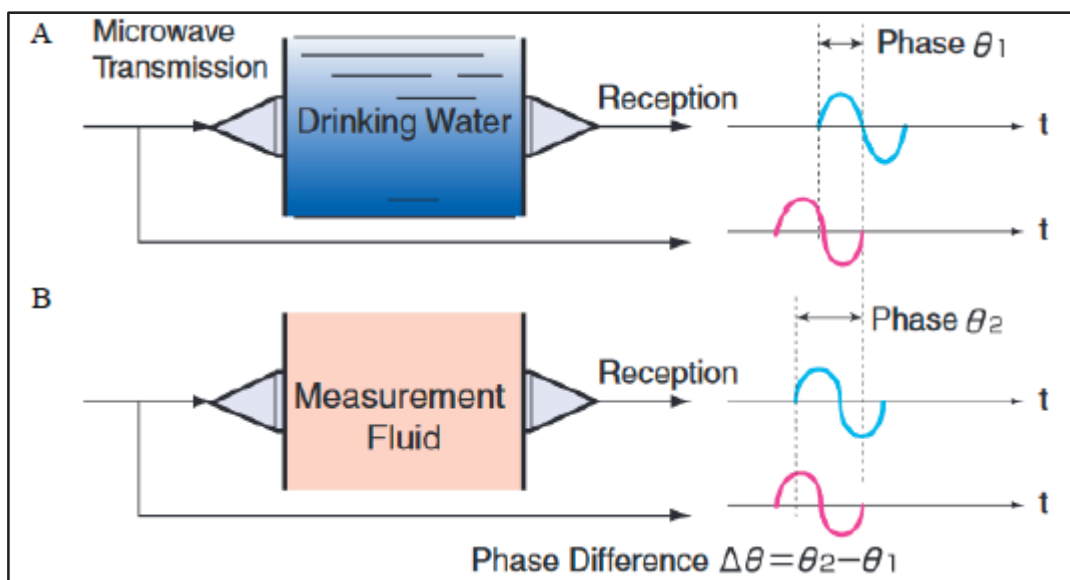 A
Microwave
Transmission
Drinking Water
Reception
Phase θ1
t
t
B
Measurement
Fluid
Reception
Phase θ2
t
t
Phase Difference Δθ=θ2−θ1